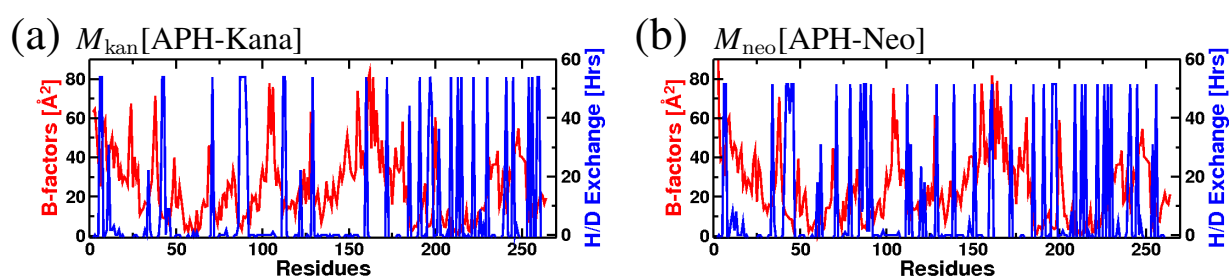 (a) M_kan[APH-Kana]
B-factors [Å²]
80
60
40
20
0
0 50 100 150 200 250
Residues
60
40
20
0
H/D Exchange [Hrs]
(b) M_neo[APH-Neo]
B-factors [Å²]
80
60
40
20
0
0 50 100 150 200 250
Residues
60
40
20
0
H/D Exchange [Hrs]